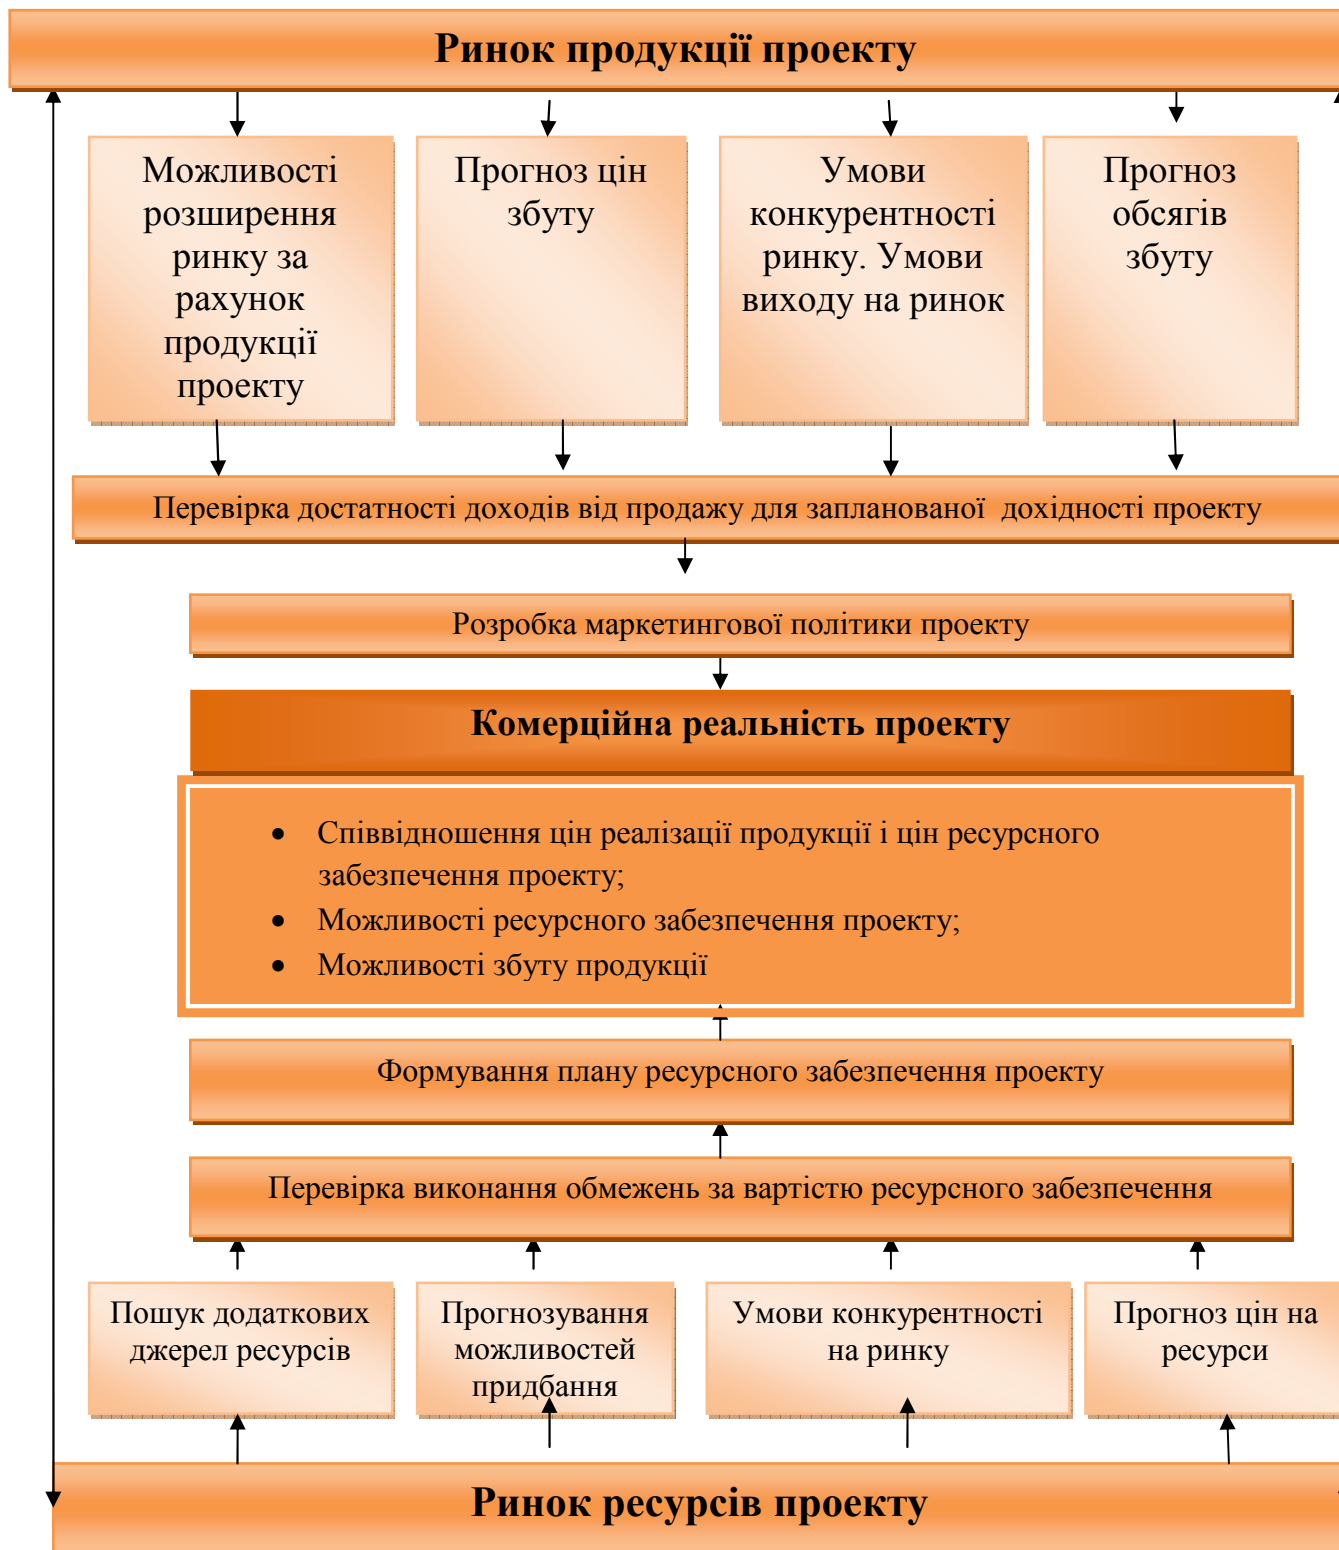 Ринок продукції проекту
Можливості
розширення
ринку за
рахунок
продукції
проекту
Прогноз цін
збуту
Умови
конкурентності
ринку. Умови
виходу на ринок
Прогноз
обсягів
збуту
Перевірка достатності доходів від продажу для запланованої дохідності проекту
Розробка маркетингової політики проекту
Комерційна реальність проекту
• Співвідношення цін реалізації продукції і цін ресурсного
забезпечення проекту;
• Можливості ресурсного забезпечення проекту;
• Можливості збуту продукції
Формування плану ресурсного забезпечення проекту
Перевірка виконання обмежень за вартістю ресурсного забезпечення
Пошук додаткових
джерел ресурсів
Прогнозування
можливостей
придбання
Умови конкурентності
на ринку
Прогноз цін на
ресурси
Ринок ресурсів проекту